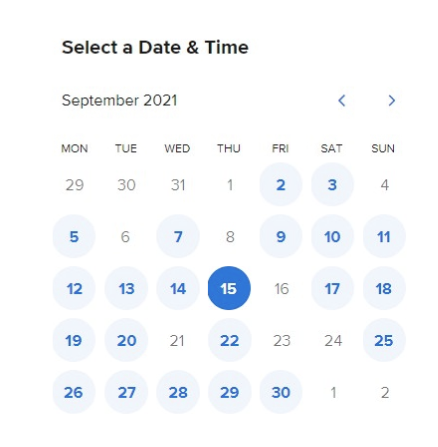 Select a Date & Time
September 2021
MON TUE WED THU FRI SAT SUN
29 30 31 1 2 3 4
5 6 7 8 9 10 11
12 13 14 15 16 17 18
19 20 21 22 23 24 25
26 27 28 29 30 1 2